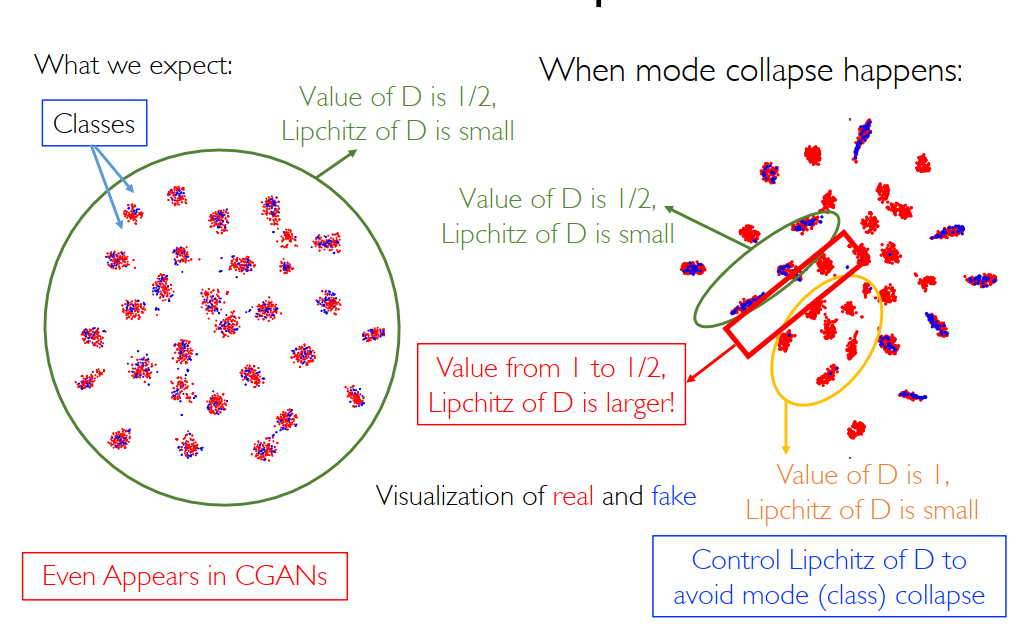 What we expect:
Classes
Value of D is 1/2,
Lipchitz of D is small
When mode collapse happens:
Value of D is 1/2,
Lipchitz of D is small
Value from 1 to 1/2,
Lipchitz of D is larger!
Value of D is 1,
Lipchitz of D is small
Visualization of real and fake
Even Appears in CGANs
Control Lipchitz of D to
avoid mode (class) collapse